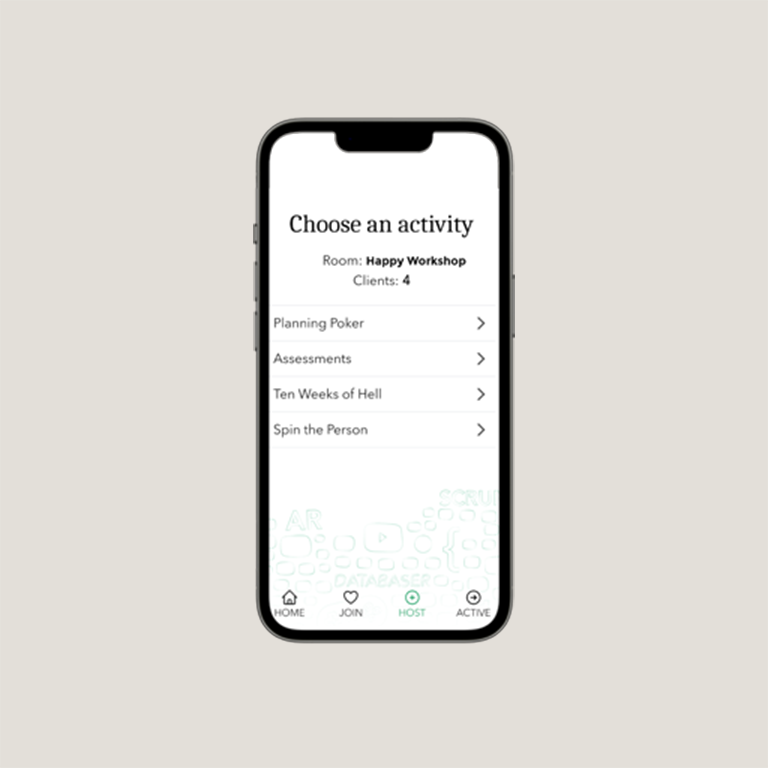 Choose an activity
Room: Happy Workshop
Clients: 4
Planning Poker
Assessments
Ten Weeks of Hell
Spin the Person
AR
DATABASER
HOME
JOIN
HOST
ACTIVE